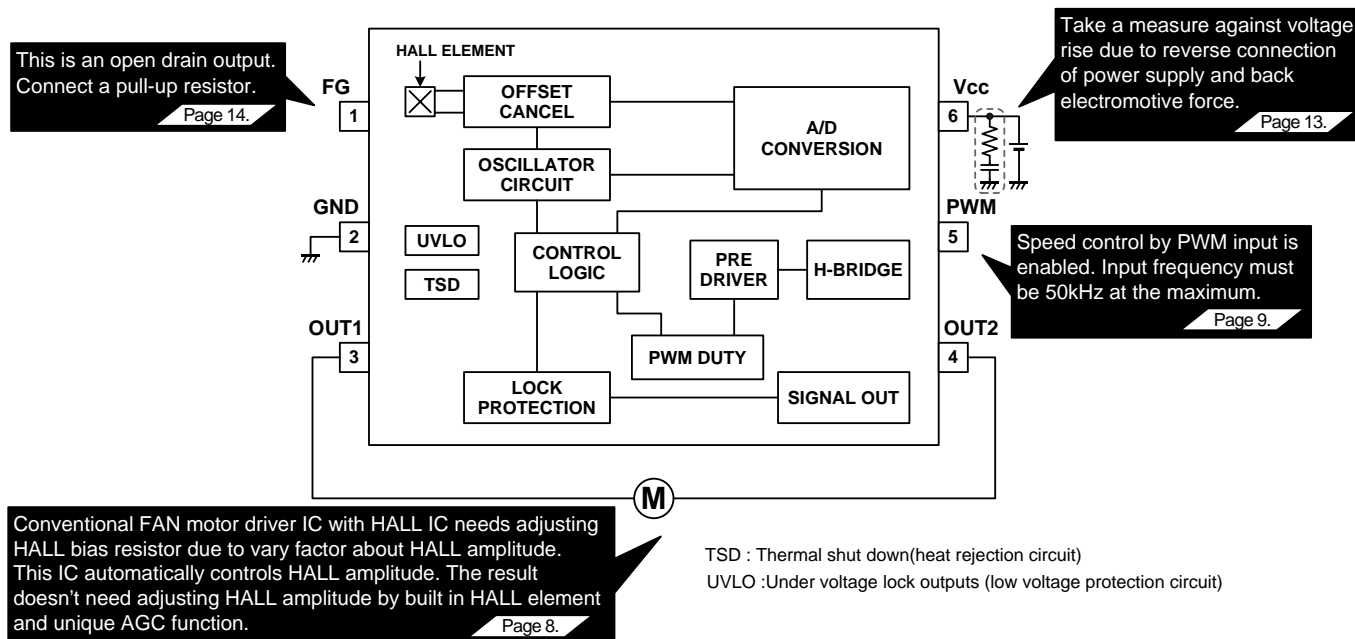 This is an open drain output.
Connect a pull-up resistor.
Page 14.
HALL ELEMENT
Take a measure against voltage
rise due to reverse connection
of power supply and back
electromotive force.
Page 13.
FG
1
OFFSET
CANCEL
A/D
CONVERSION
Vcc
6
OSCILLATOR
CIRCUIT
GND
2
UVLO
TSD
CONTROL
LOGIC
PRE
DRIVER
H-BRIDGE
PWM
5
Speed control by PWM input is
enabled. Input frequency must
be 50kHz at the maximum.
Page 9.
OUT1
3
PWM DUTY
OUT2
4
LOCK
PROTECTION
SIGNAL OUT
M
Conventional FAN motor driver IC with HALL IC needs adjusting
HALL bias resistor due to vary factor about HALL amplitude.
This IC automatically controls HALL amplitude. The result
doesn't need adjusting HALL amplitude by built in HALL element
and unique AGC function.
Page 8.
TSD : Thermal shut down(heat rejection circuit)
UVLO :Under voltage lock outputs (low voltage protection circuit)